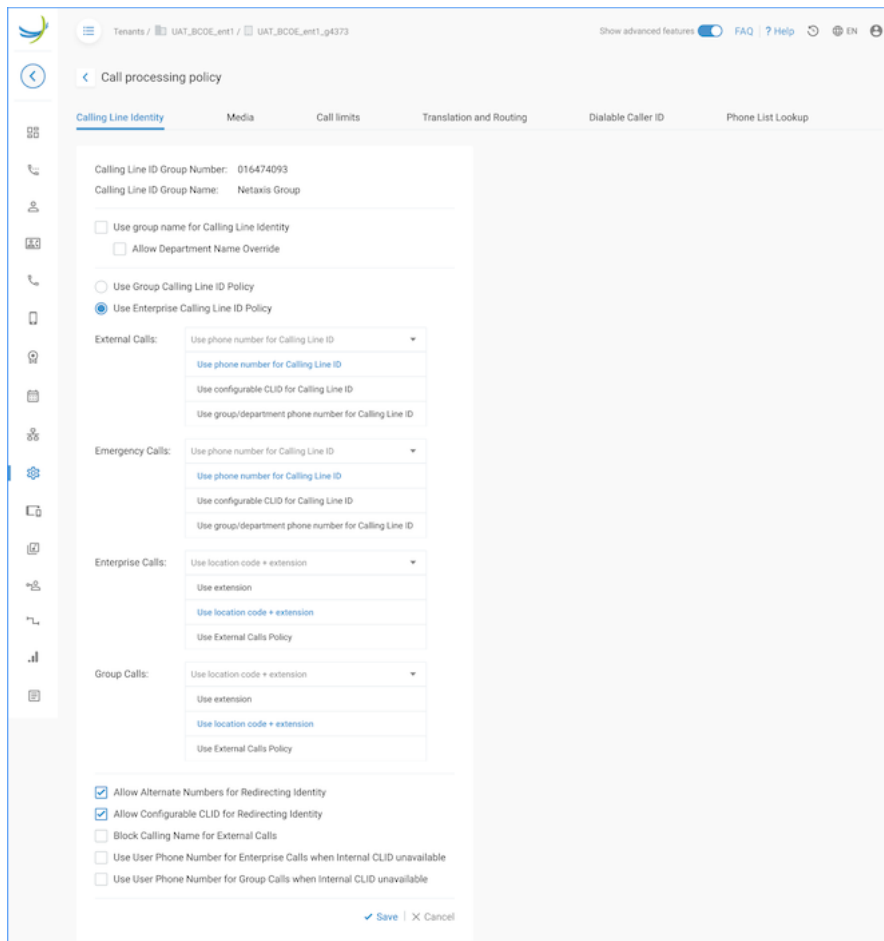 Tenants / UAT_BCOE_ent1 / UAT_BCOE_ent1_g4373
Show advanced features FAQ ? Help EN
Call processing policy
Calling Line Identity Media Call limits Translation and Routing Dialable Caller ID Phone List Lookup
Calling Line ID Group Number: 016474093
Calling Line ID Group Name: Netaxis Group
Use group name for Calling Line Identity
Allow Department Name Override
Use Group Calling Line ID Policy
Use Enterprise Calling Line ID Policy
External Calls: Use phone number for Calling Line ID
Use phone number for Calling Line ID
Use configurable CLID for Calling Line ID
Use group/department phone number for Calling Line ID
Emergency Calls: Use phone number for Calling Line ID
Use phone number for Calling Line ID
Use configurable CLID for Calling Line ID
Use group/department phone number for Calling Line ID
Enterprise Calls: Use location code + extension
Use extension
Use location code + extension
Use External Calls Policy
Group Calls: Use location code + extension
Use extension
Use location code + extension
Use External Calls Policy
Allow Alternate Numbers for Redirecting Identity
Allow Configurable CLID for Redirecting Identity
Block Calling Name for External Calls
Use User Phone Number for Enterprise Calls when Internal CLID unavailable
Use User Phone Number for Group Calls when Internal CLID unavailable
Save Cancel